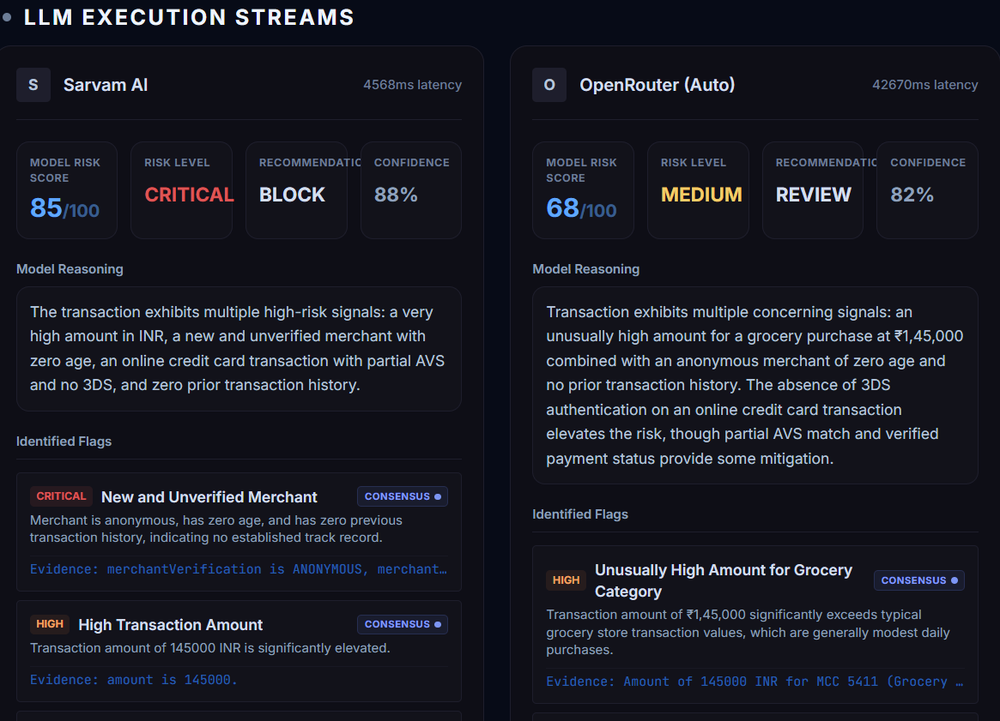 LLM EXECUTION STREAMS
S
Sarvam AI
4568ms latency
MODEL RISK
SCORE
85/100
RISK LEVEL
CRITICAL
RECOMMENDATIO
BLOCK
CONFIDENCE
88%
Model Reasoning
The transaction exhibits multiple high-risk signals: a very
high amount in INR, a new and unverified merchant with
zero age, an online credit card transaction with partial AVS
and no 3DS, and zero prior transaction history.
Identified Flags
CRITICAL
New and Unverified Merchant
CONSENSUS
Merchant is anonymous, has zero age, and has zero previous
transaction history, indicating no established track record.
Evidence: merchantVerification is ANONYMOUS, merchant…
HIGH
High Transaction Amount
CONSENSUS
Transaction amount of 145000 INR is significantly elevated.
Evidence: amount is 145000.
O
OpenRouter (Auto)
42670ms latency
MODEL RISK
SCORE
68/100
RISK LEVEL
MEDIUM
RECOMMENDATIO
REVIEW
CONFIDENCE
82%
Model Reasoning
Transaction exhibits multiple concerning signals: an
unusually high amount for a grocery purchase at ₹1,45,000
combined with an anonymous merchant of zero age and
no prior transaction history. The absence of 3DS
authentication on an online credit card transaction
elevates the risk, though partial AVS match and verified
payment status provide some mitigation.
Identified Flags
HIGH
Unusually High Amount for Grocery
Category
CONSENSUS
Transaction amount of ₹1,45,000 significantly exceeds typical
grocery store transaction values, which are generally modest daily
purchases.
Evidence: Amount of 145000 INR for MCC 5411 (Grocery …